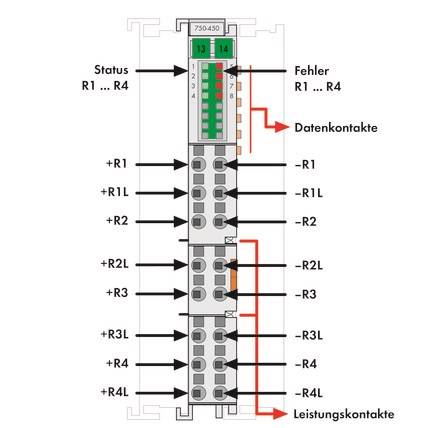 750-450
13 14
Status
R1 ... R4
Fehler
R1 ... R4
1 5
2 6
3 7
4 8
Datenkontakte
+R1 –R1
+R1L –R1L
+R2 –R2
+R2L –R2L
+R3 –R3
+R3L –R3L
+R4 –R4
+R4L –R4L
Leistungskontakte